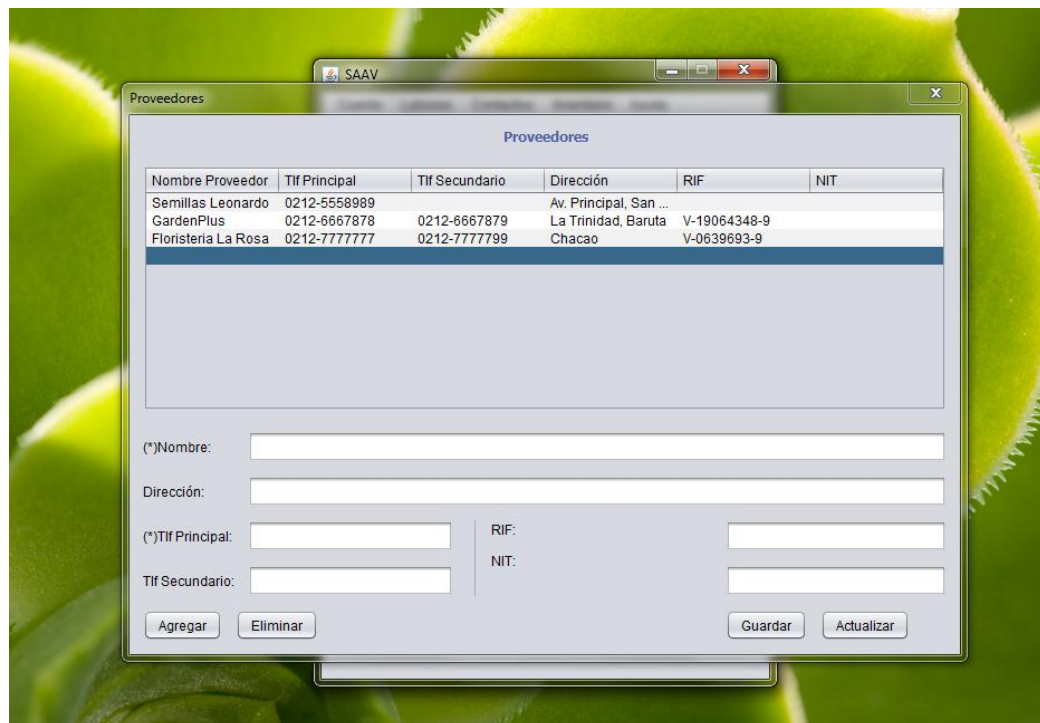 SAAV
Proveedores
Proveedores
Nombre Proveedor Tlf Principal Tlf Secundario Dirección RIF NIT
Semillas Leonardo 0212-5558989 Av. Principal, San ...
GardenPlus 0212-6667878 0212-6667879 La Trinidad, Baruta V-19064348-9
Floristeria La Rosa 0212-7777777 0212-7777799 Chacao V-0639693-9
(*)Nombre:
Dirección:
(*)Tlf Principal: RIF:
NIT:
Tlf Secundario:
Agregar Eliminar Guardar Actualizar